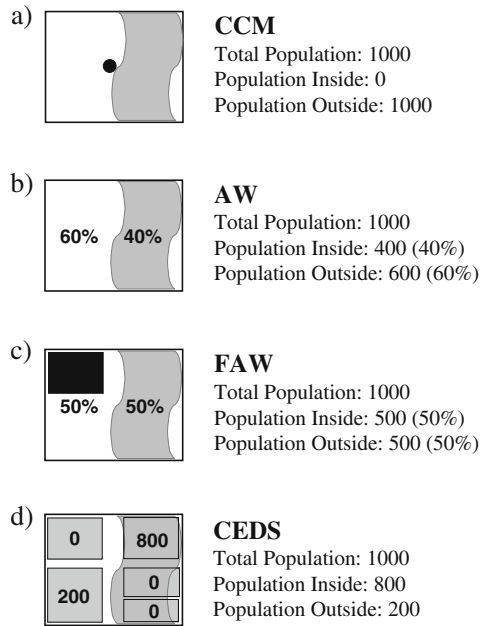 a)
CCM
Total Population: 1000
Population Inside: 0
Population Outside: 1000
b)
60% 40%
AW
Total Population: 1000
Population Inside: 400 (40%)
Population Outside: 600 (60%)
c)
50% 50%
FAW
Total Population: 1000
Population Inside: 500 (50%)
Population Outside: 500 (50%)
d)
0 800
200 0
0
CEDS
Total Population: 1000
Population Inside: 800
Population Outside: 200